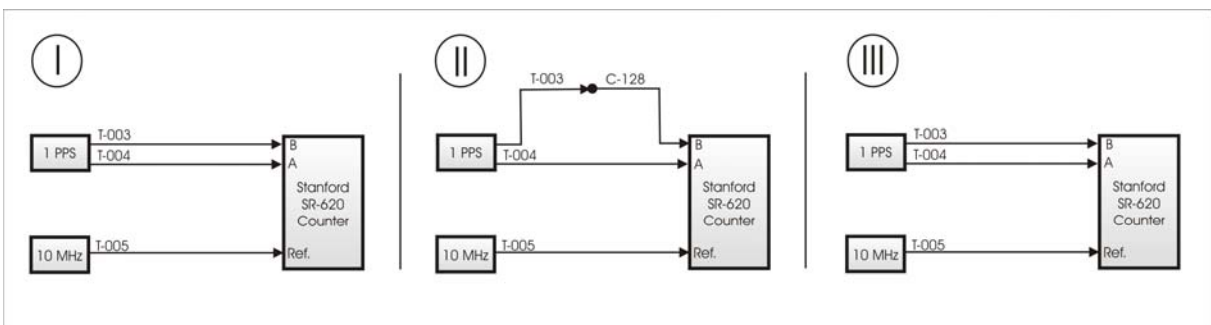 I
T-003
1 PPS
T-004
B
A
Stanford
SR-620
Counter
10 MHz
T-005
Ref.
II
T-003
C-128
1 PPS
T-004
B
A
Stanford
SR-620
Counter
10 MHz
T-005
Ref.
III
T-003
1 PPS
T-004
B
A
Stanford
SR-620
Counter
10 MHz
T-005
Ref.